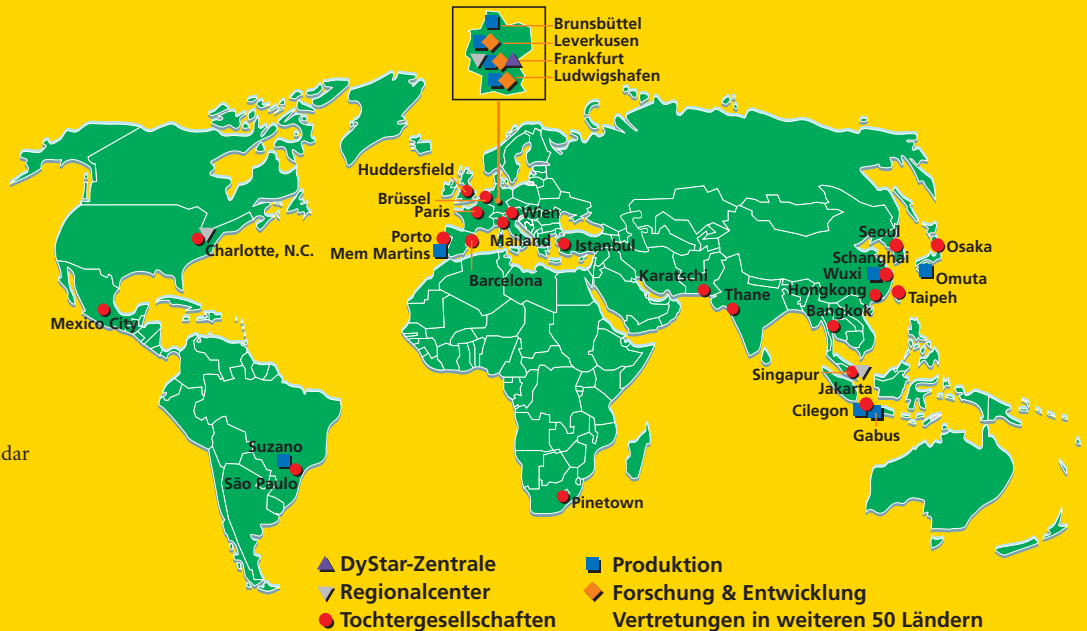 Brunsbüttel
Leverkusen
Frankfurt
Ludwigshafen
Huddersfield
Brüssel
Paris
Wien
Charlotte, N.C.
Porto
Mailand
Istanbul
Mem Martins
Barcelona
Seoul
Osaka
Schanghai
Karatschi
Wuxi
Omuta
Thane
Hongkong
Taipeh
Mexico City
Bangkok
Singapur
Jakarta
Cilegon
Gabus
Suzano
dar
São Paulo
Pinetown
DyStar-Zentrale
Produktion
Regionalcenter
Forschung & Entwicklung
Tochtergesellschaften
Vertretungen in weiteren 50 Ländern